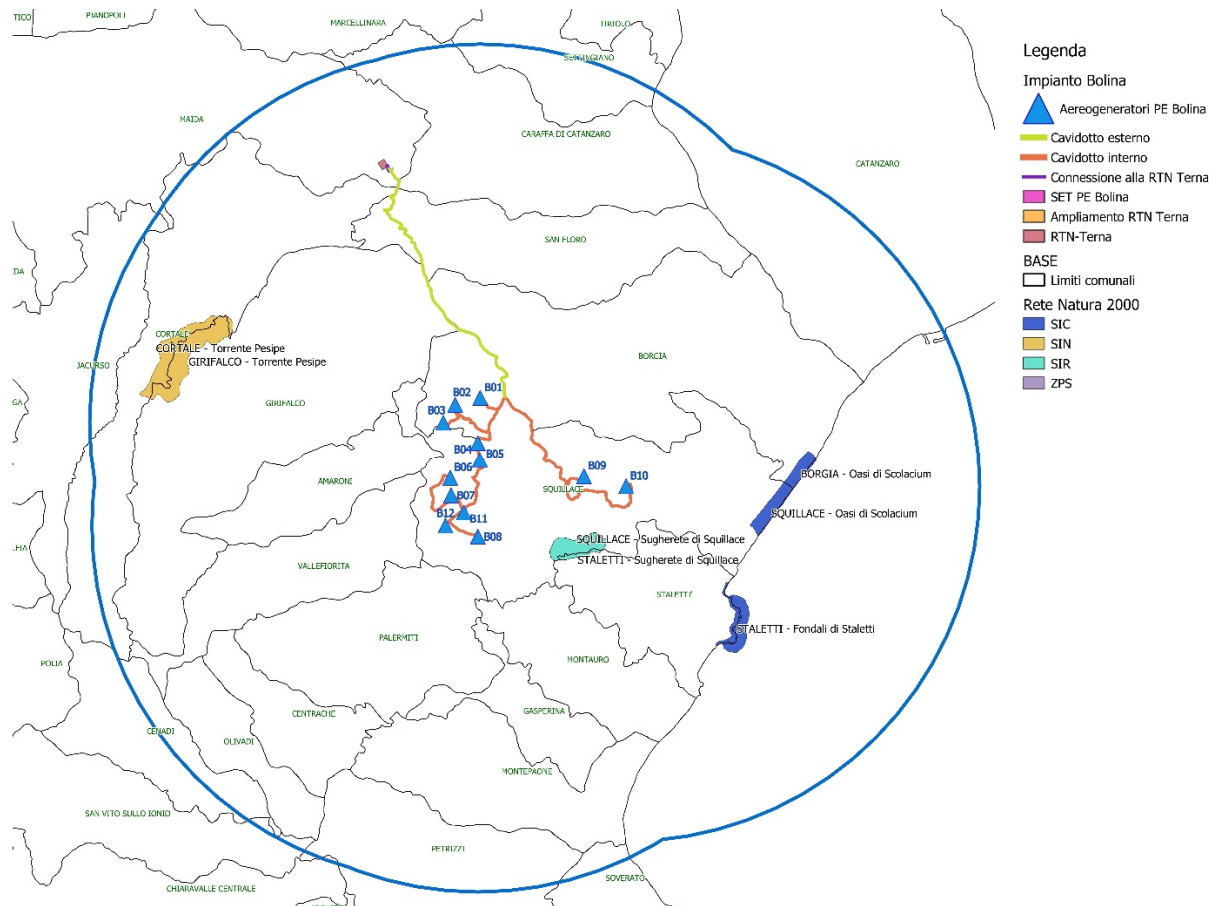 TICO
PIANOPOLI
MARCELLINARA
TIRIOLO
SETTINGIANO
MAIDA
CARAFFA DI CATANZARO
CATANZARO
SAN FLORO
IDA
CORTALE
CORTALE - Torrente Pesipe
GIRIFALCO - Torrente Pesipe
JACURSO
BORGIA
GA
GIRIFALCO
B02
B01
B03
B04
B05
B06
B09
B10
AMARONI
SQUILLACE
B07
B12
B11
B08
BORGIA - Oasi di Scolacium
SQUILLACE - Oasi di Scolacium
SQUILLACE - Sugherete di Squillace
STALETTI - Sugherete di Squillace
VALLEFIORITA
STALETTI'
STALETTI - Fondali di Staletti
PALERMITI
POLIA
MONTAURO
CENTRACHE
GASPERINA
CENADI
OLIVADI
MONTEPAONE
SAN VITO SULLO IONIO
PETRIZZI
CHIARAVALLE CENTRALE
SOVERATO
Legenda
Impianto Bolina
Aereogeneratori PE Bolina
Cavidotto esterno
Cavidotto interno
Connessione alla RTN Terna
SET PE Bolina
Ampliamento RTN Terna
RTN-Terna
BASE
Limiti comunali
Rete Natura 2000
SIC
SIN
SIR
ZPS